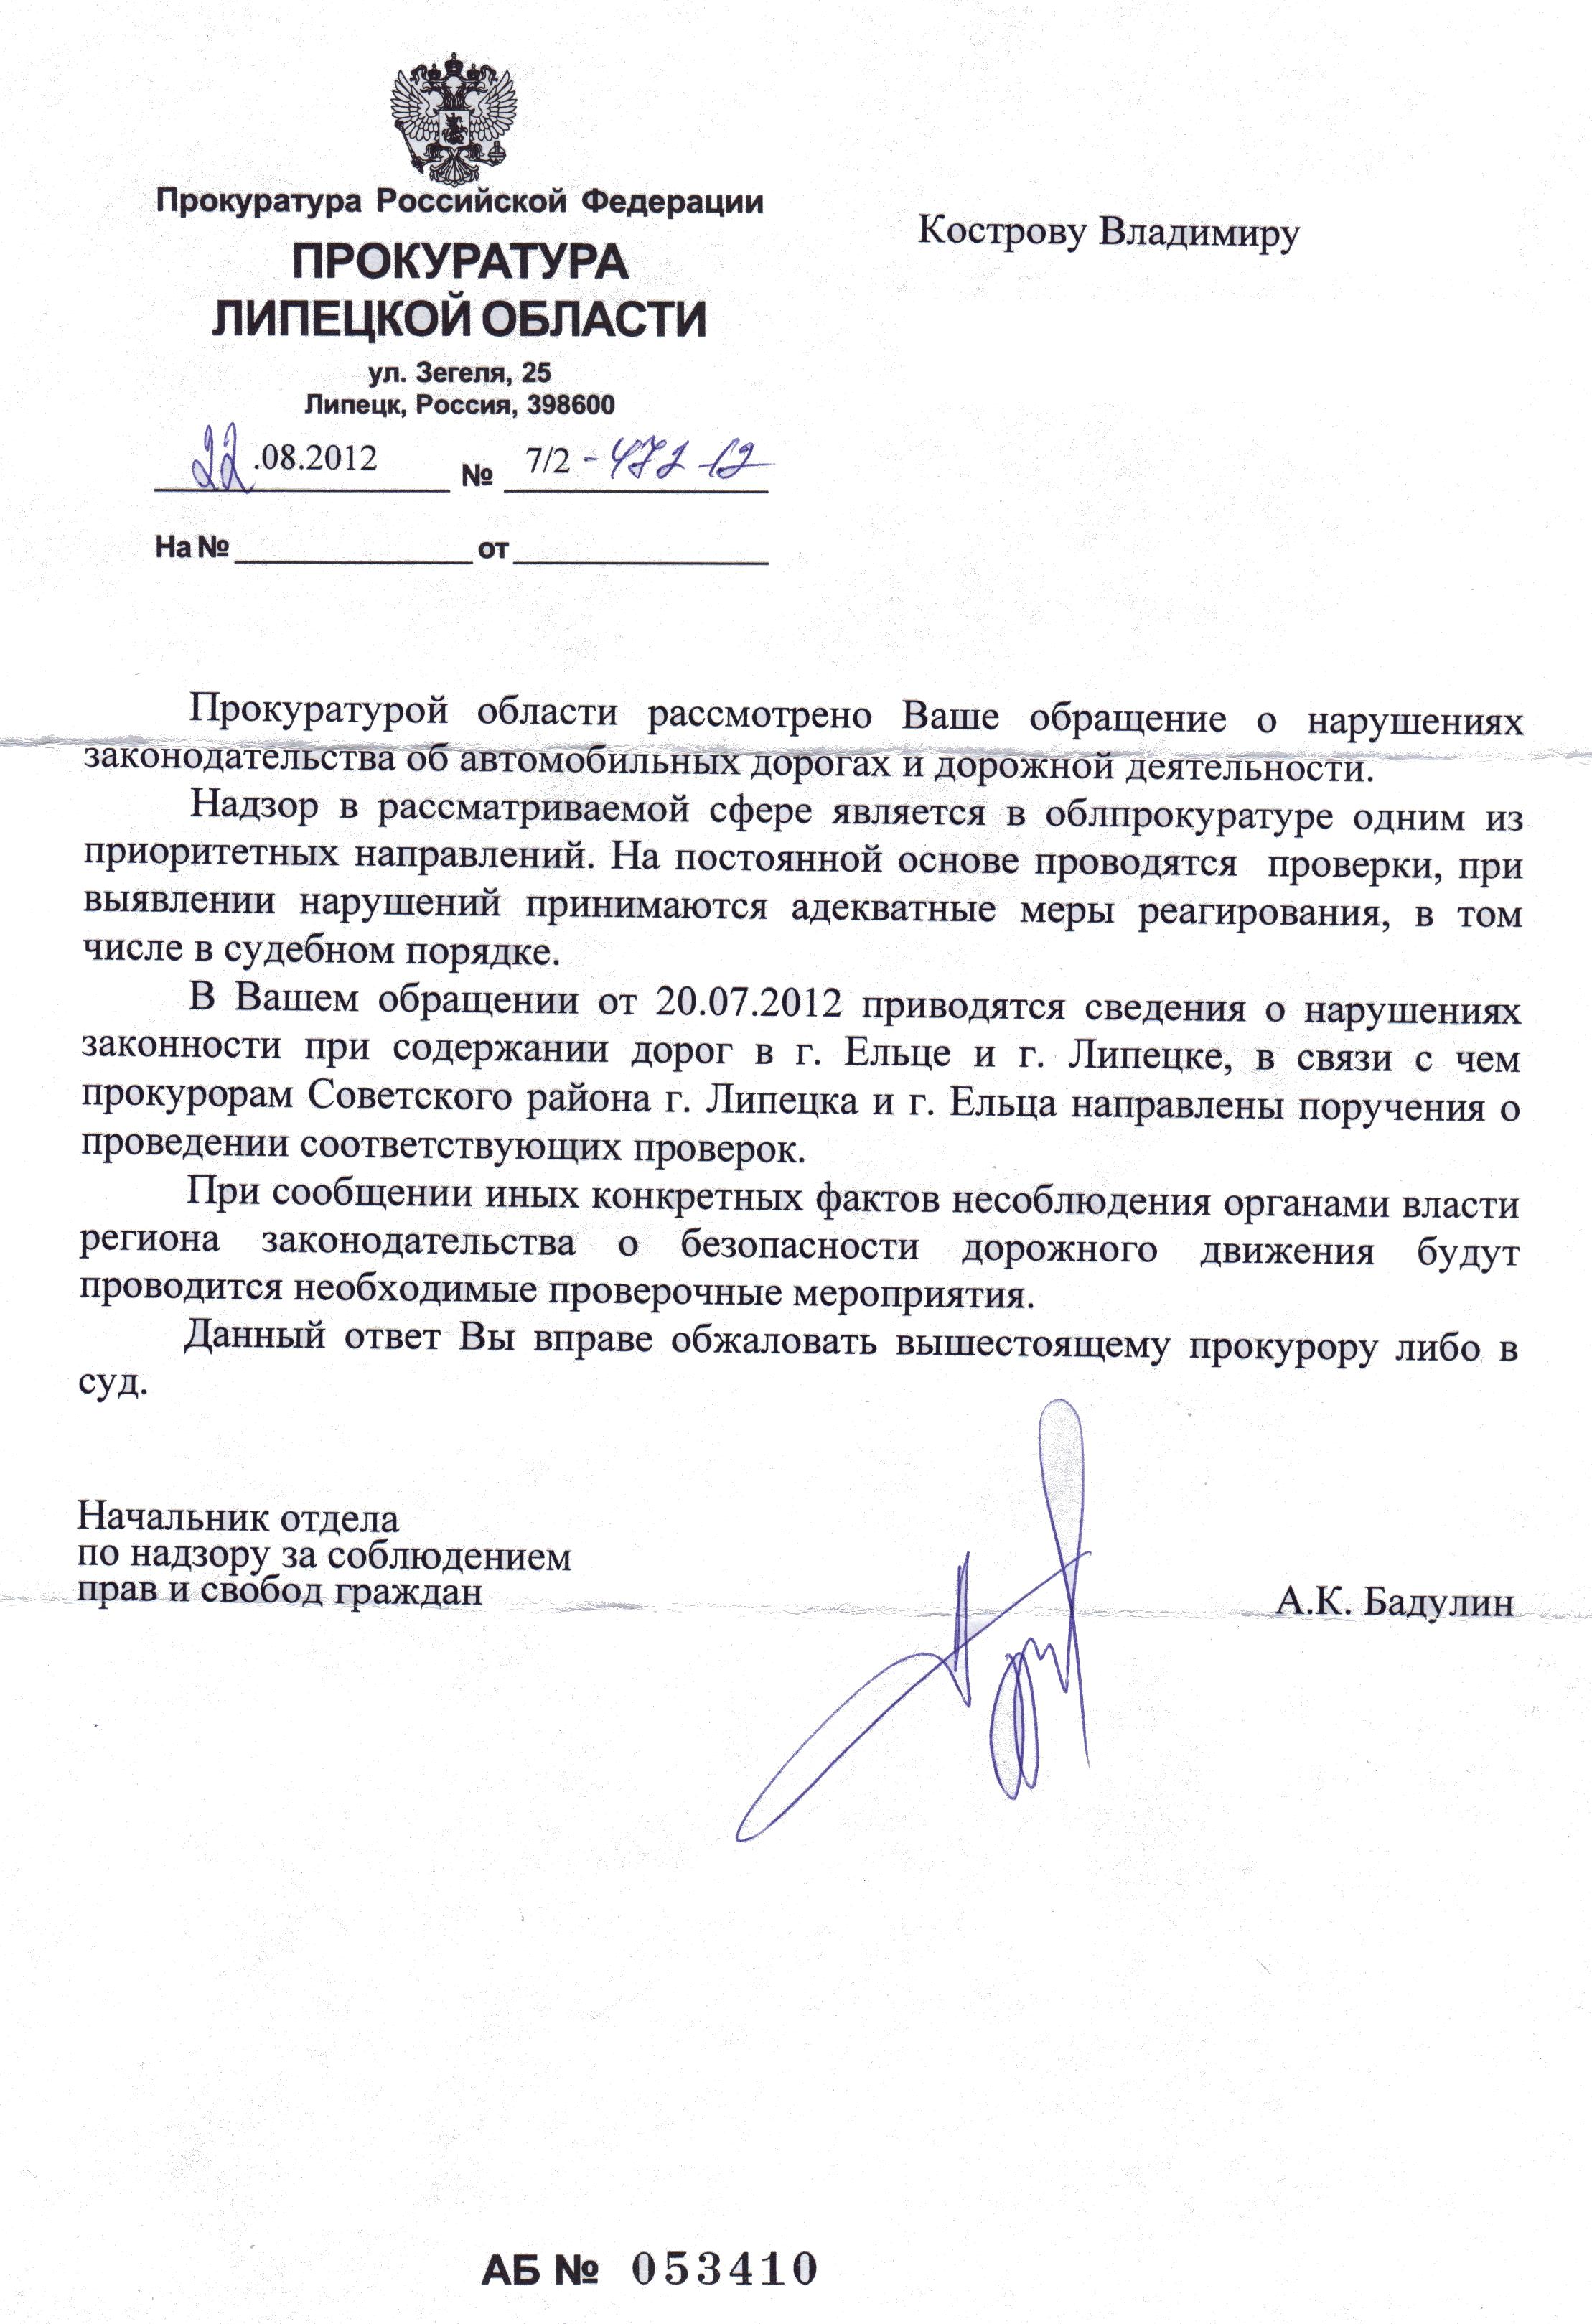 Прокуратура Российской Федерации
ПРОКУРАТУРА
ЛИПЕЦКОЙ ОБЛАСТИ
ул. Зегеля, 25
Липецк, Россия, 398600
22.08.2012 № 7/2-471-12
На № от
Кострову Владимиру
Прокуратурой области рассмотрено Ваше обращение о нарушениях
законодательства об автомобильных дорогах и дорожной деятельности.
Надзор в рассматриваемой сфере является в облпрокуратуре одним из
приоритетных направлений. На постоянной основе проводятся проверки, при
выявлении нарушений принимаются адекватные меры реагирования, в том
числе в судебном порядке.
В Вашем обращении от 20.07.2012 приводятся сведения о нарушениях
законности при содержании дорог в г. Ельце и г. Липецке, в связи с чем
прокурорам Советского района г. Липецка и г. Ельца направлены поручения о
проведении соответствующих проверок.
При сообщении иных конкретных фактов несоблюдения органами власти
региона законодательства о безопасности дорожного движения будут
проводится необходимые проверочные мероприятия.
Данный ответ Вы вправе обжаловать вышестоящему прокурору либо в
суд.
Начальник отдела
по надзору за соблюдением
прав и свобод граждан
А.К. Бадулин
АБ № 053410